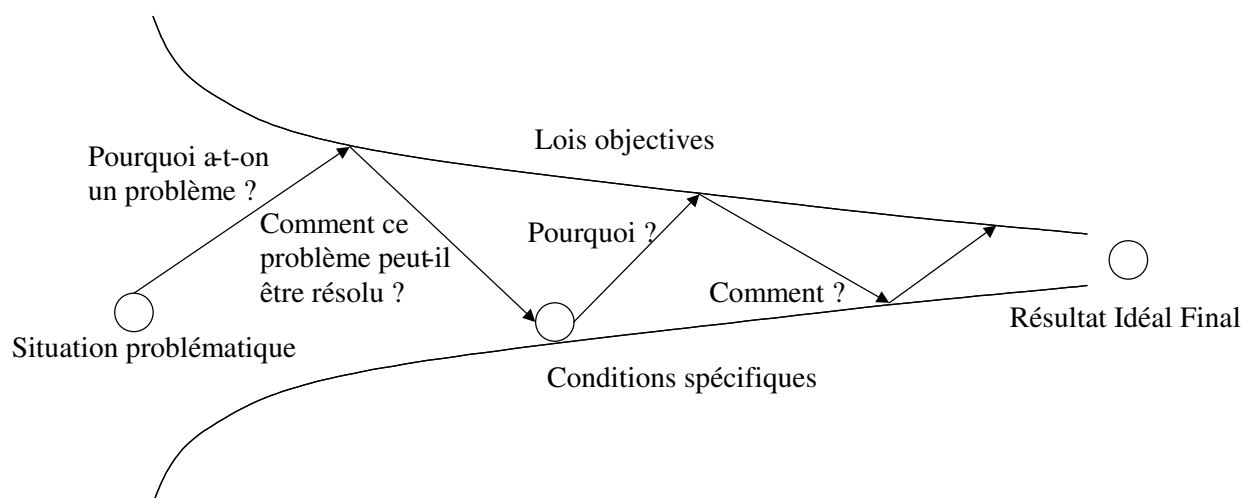 Lois objectives
Pourquoi a-t-on
un problème ?
Comment ce
problème peut-il
être résolu ?
Pourquoi ?
Comment ?
Résultat Idéal Final
Situation problématique
Conditions spécifiques